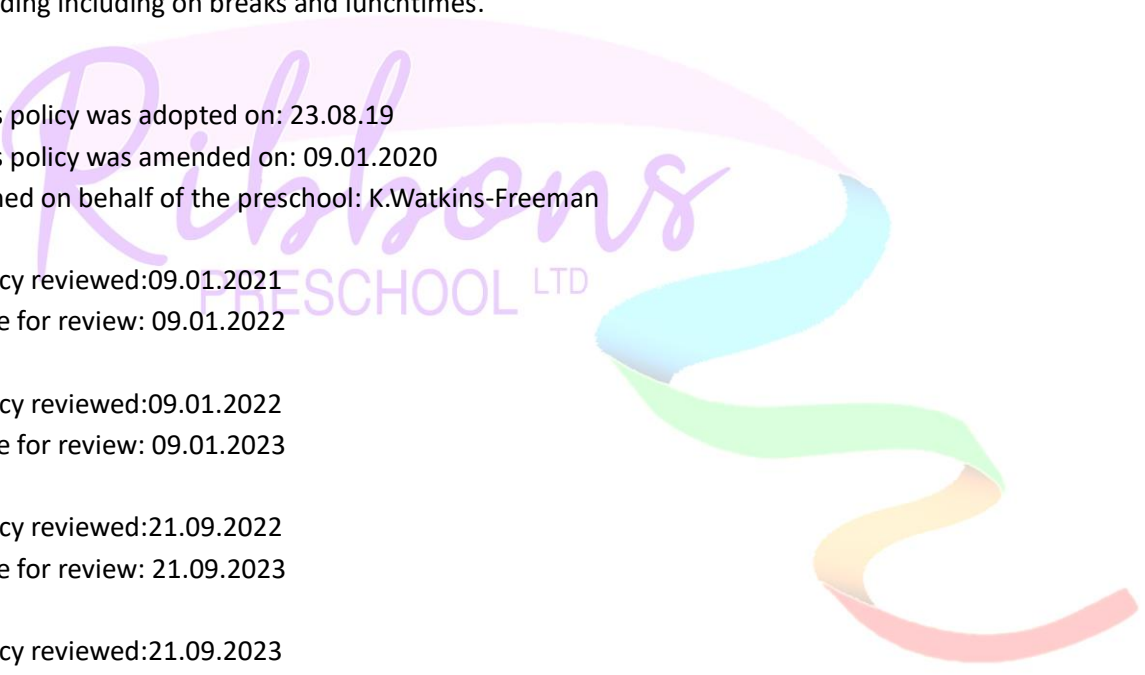 ding including on breaks and lunchtimes.
Ribbons
PRESCHOOL LTD
s policy was adopted on: 23.08.19
s policy was amended on: 09.01.2020
ned on behalf of the preschool: K.Watkins-Freeman
cy reviewed:09.01.2021
e for review: 09.01.2022
cy reviewed:09.01.2022
e for review: 09.01.2023
cy reviewed:21.09.2022
e for review: 21.09.2023
cy reviewed:21.09.2023